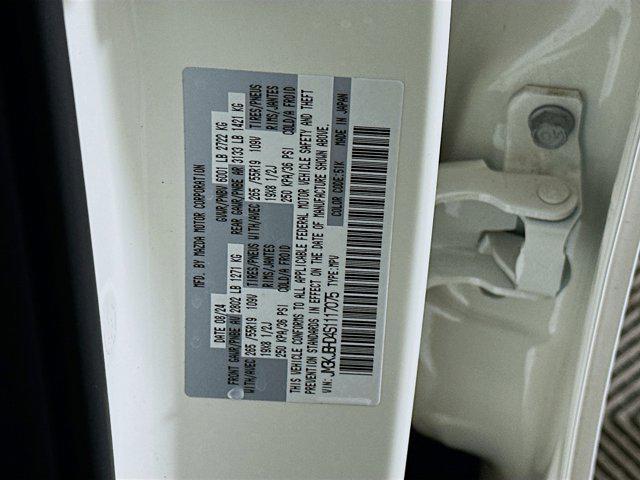 MFD. BY MAZDA MOTOR CORPORATION
DATE 08/24 GVWR/PNBV 6001 LB 2722 KG
FRONT GAWR/PNBE AV 2802 LB 1271 KG REAR GAWR/PNBE AR 3133 LB 1421 KG
WITH/AVEC TIRES/PNEUS WITH/AVEC TIRES/PNEUS
265 /55R19 109V RIMS/JANTES 265 /55R19 109V RIMS/JANTES
19X8 1/2J COLD/A FROID 19X8 1/2J COLD/A FROID
250 KPA/36 PSI 250 KPA/36 PSI
THIS VEHICLE CONFORMS TO ALL APPLICABLE FEDERAL MOTOR VEHICLE SAFETY AND THEFT
PREVENTION STANDARDS IN EFFECT ON THE DATE OF MANUFACTURE SHOWN ABOVE.
VIN: TYPE: MPV COLOR CODE: 51K MADE IN JAPAN